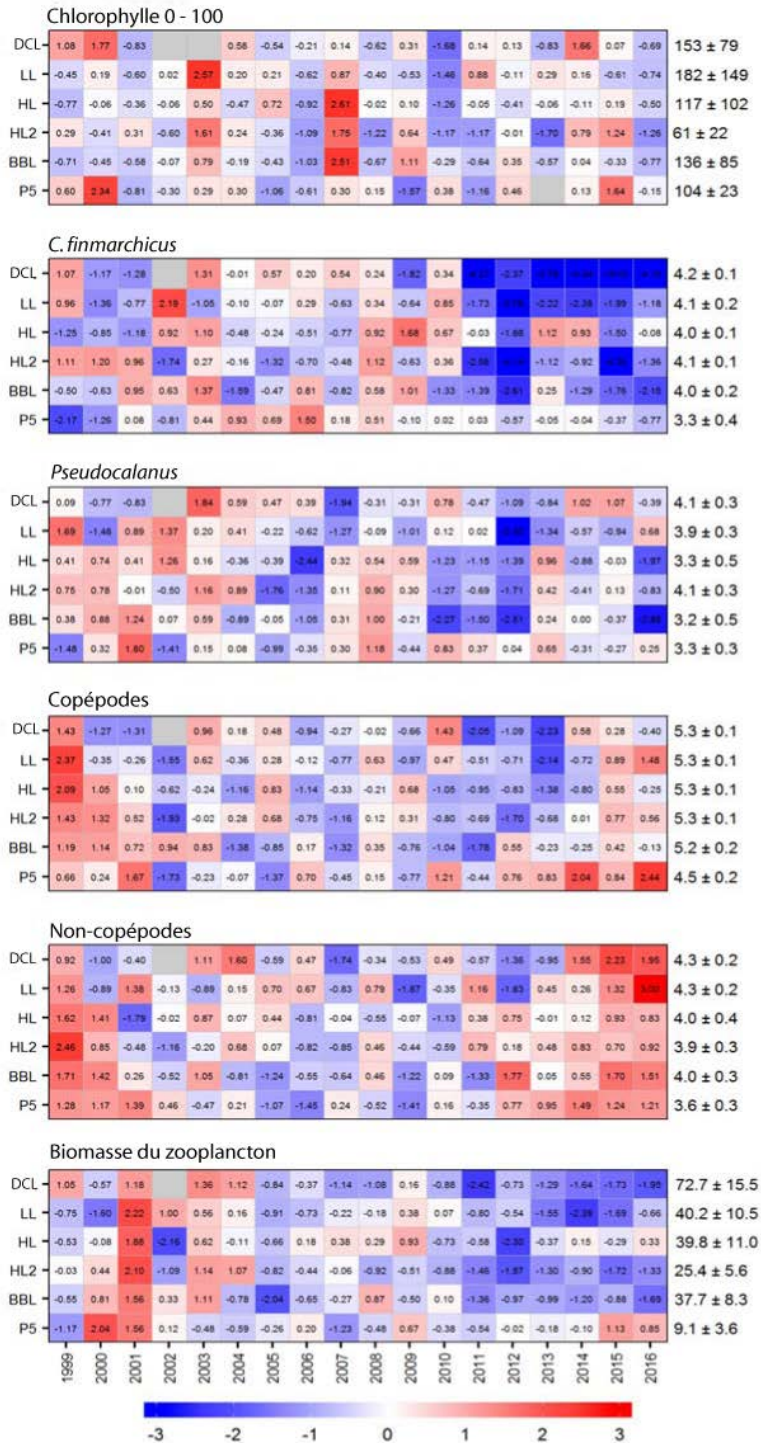 Chlorophylle 0 - 100
DCL 1.08 1.77 -0.83 0.56 -0.54 -0.21 0.14 -0.62 0.31 -1.68 0.14 0.13 -0.83 1.66 0.07 -0.69 153 ± 79
LL -0.45 0.19 -0.60 0.02 2.57 0.20 0.21 -0.62 0.87 -0.40 -0.53 -1.46 0.88 -0.11 0.29 0.16 -0.61 -0.74 182 ± 149
HL -0.77 -0.06 -0.36 -0.06 0.50 -0.47 0.72 -0.92 2.61 -0.02 0.10 -1.26 -0.05 -0.41 -0.06 -0.11 0.19 -0.50 117 ± 102
HL2 0.29 -0.41 0.31 -0.60 1.61 0.24 -0.36 -1.09 1.75 -1.22 0.64 -1.17 -1.17 -0.01 -1.70 0.79 1.24 -1.26 61 ± 22
BBL -0.71 -0.45 -0.58 -0.07 0.79 -0.19 -0.43 -1.03 2.51 -0.67 1.11 -0.29 -0.64 0.35 -0.57 0.04 -0.33 -0.77 136 ± 85
P5 0.60 2.34 -0.81 -0.30 0.29 0.30 -1.06 -0.61 0.30 0.15 -1.57 0.38 -1.16 0.46 0.13 1.64 -0.15 104 ± 23
C. finmarchicus
DCL 1.07 -1.17 -1.28 1.31 -0.01 0.57 0.20 0.54 0.24 -1.82 0.34 -2.37 4.2 ± 0.1
LL 0.96 -1.36 -0.77 2.19 -1.05 -0.10 -0.07 0.29 -0.63 0.34 -0.64 0.85 -1.73 -2.22 -2.38 -1.99 -1.18 4.1 ± 0.2
HL -1.25 -0.85 -1.18 0.92 1.10 -0.48 -0.24 -0.51 -0.77 0.92 1.68 0.67 -0.03 -1.86 1.12 0.93 -1.50 -0.08 4.0 ± 0.1
HL2 1.11 1.20 0.96 -1.74 0.27 -0.16 -1.32 -0.70 -0.48 1.12 -0.63 0.36 -2.56 -1.12 -0.92 -1.36 4.1 ± 0.1
BBL -0.50 -0.63 0.95 0.63 1.37 -1.59 -0.47 0.81 -0.82 0.58 1.01 -1.33 -1.39 -2.61 0.25 -1.29 -1.76 -2.15 4.0 ± 0.2
P5 -2.17 -1.26 0.08 -0.81 0.44 0.93 0.69 1.50 0.18 0.51 -0.10 0.02 0.03 -0.57 -0.05 -0.04 -0.37 -0.77 3.3 ± 0.4
Pseudocalanus
DCL 0.09 -0.77 -0.83 1.84 0.59 0.47 0.39 -1.94 -0.31 -0.31 0.78 -0.47 -1.09 -0.84 1.02 1.07 -0.39 4.1 ± 0.3
LL 1.69 -1.48 0.89 1.37 0.20 0.41 -0.22 -0.62 -1.27 -0.09 -1.01 0.12 0.02 -1.34 -0.57 -0.84 0.68 3.9 ± 0.3
HL 0.41 0.74 0.41 1.26 0.16 -0.36 -0.39 -2.44 0.32 0.54 0.59 -1.23 -1.15 -1.39 0.96 -0.88 -0.03 -1.97 3.3 ± 0.5
HL2 0.75 0.78 -0.01 -0.50 1.16 0.89 -1.76 -1.35 0.11 0.90 0.30 -1.27 -0.69 -1.71 0.42 -0.41 0.13 -0.83 4.1 ± 0.3
BBL 0.38 0.88 1.24 0.07 0.59 -0.89 -0.05 -1.05 0.31 1.00 -0.21 -2.27 -1.50 -2.51 0.24 0.00 -0.37 3.2 ± 0.5
P5 -1.48 0.32 1.80 -1.41 0.15 0.08 -0.99 -0.35 0.30 1.18 -0.44 0.83 0.37 0.04 0.65 -0.31 -0.27 0.25 3.3 ± 0.3
Copépodes
DCL 1.43 -1.27 -1.31 0.96 0.18 0.48 -0.94 -0.27 -0.02 -0.66 1.43 -2.05 -1.09 -2.23 0.58 0.28 -0.40 5.3 ± 0.1
LL 2.37 -0.35 -0.26 -1.55 0.62 -0.36 0.28 -0.12 -0.77 0.63 -0.97 0.47 -0.51 -0.71 -2.14 -0.72 0.89 1.48 5.3 ± 0.1
HL 2.09 1.05 0.10 -0.62 -0.24 -1.16 0.83 -1.14 -0.33 -0.21 0.68 -1.05 -0.95 -0.83 -1.38 -0.80 0.55 -0.25 5.3 ± 0.1
HL2 1.43 1.32 0.52 -1.93 -0.02 0.28 0.68 -0.75 -1.16 0.12 0.31 -0.80 -0.69 -1.70 -0.68 0.01 0.77 0.56 5.3 ± 0.1
BBL 1.19 1.14 0.72 0.94 0.83 -1.38 -0.85 0.17 -1.32 0.35 -0.76 -1.04 -1.78 0.55 -0.23 -0.25 0.42 -0.13 5.2 ± 0.2
P5 0.66 0.24 1.67 -1.73 -0.23 -0.07 -1.37 0.70 -0.45 0.15 -0.77 1.21 -0.44 0.76 0.83 2.04 0.84 2.44 4.5 ± 0.2
Non-copépodes
DCL 0.92 -1.00 -0.40 1.11 1.60 -0.59 0.47 -1.74 -0.34 -0.53 0.49 -0.57 -1.36 -0.95 1.55 2.23 1.95 4.3 ± 0.2
LL 1.26 -0.89 1.38 -0.13 -0.89 0.15 0.70 0.67 -0.83 0.79 -1.87 -0.35 1.16 -1.83 0.45 0.26 1.32 3.00 4.3 ± 0.2
HL 1.62 1.41 -1.79 -0.02 0.87 0.07 0.44 -0.81 -0.04 -0.55 -0.07 -1.13 0.38 0.75 -0.01 0.12 0.93 0.83 4.0 ± 0.4
HL2 2.46 0.85 -0.48 -1.16 -0.20 0.68 0.07 -0.82 -0.85 0.46 -0.44 -0.59 0.79 0.18 0.48 0.83 0.70 0.92 3.9 ± 0.3
BBL 1.71 1.42 0.26 -0.52 1.05 -0.81 -1.24 -0.55 -0.64 0.46 -1.22 0.09 -1.33 1.77 0.05 0.55 1.70 1.51 4.0 ± 0.3
P5 1.28 1.17 1.39 0.46 -0.47 0.21 -1.07 -1.45 0.24 -0.52 -1.41 0.16 -0.35 0.77 0.95 1.49 1.24 1.21 3.6 ± 0.3
Biomasse du zooplancton
DCL 1.05 -0.57 1.18 1.36 1.12 -0.84 -0.37 -1.14 -1.08 0.16 -0.88 -2.42 -0.73 -1.29 -1.64 -1.73 -1.95 72.7 ± 15.5
LL -0.75 -1.60 2.22 1.00 0.56 0.16 -0.91 -0.73 -0.22 -0.18 0.38 0.07 -0.80 -0.54 -1.55 -2.39 -1.69 -0.66 40.2 ± 10.5
HL -0.53 -0.08 1.88 -2.16 0.62 -0.11 -0.66 0.18 0.38 0.29 0.93 -0.73 -0.58 -2.30 -0.37 0.15 -0.29 0.33 39.8 ± 11.0
HL2 -0.03 0.44 2.10 -1.09 1.14 1.07 -0.82 -0.44 -0.06 -0.92 -0.51 -0.88 -1.46 -1.87 -1.30 -0.90 -1.72 -1.33 25.4 ± 5.6
BBL -0.55 0.81 1.56 0.33 1.11 -0.78 -2.04 -0.65 -0.27 0.87 -0.50 0.10 -1.36 -0.97 -0.99 -1.20 -0.88 -1.69 37.7 ± 8.3
P5 -1.17 2.04 1.56 0.12 -0.48 -0.59 -0.26 0.20 -1.23 -0.48 0.67 -0.38 -0.54 -0.02 -0.18 -0.10 1.13 0.85 9.1 ± 3.6
1999 2000 2001 2002 2003 2004 2005 2006 2007 2008 2009 2010 2011 2012 2013 2014 2015 2016
-3 -2 -1 0 1 2 3